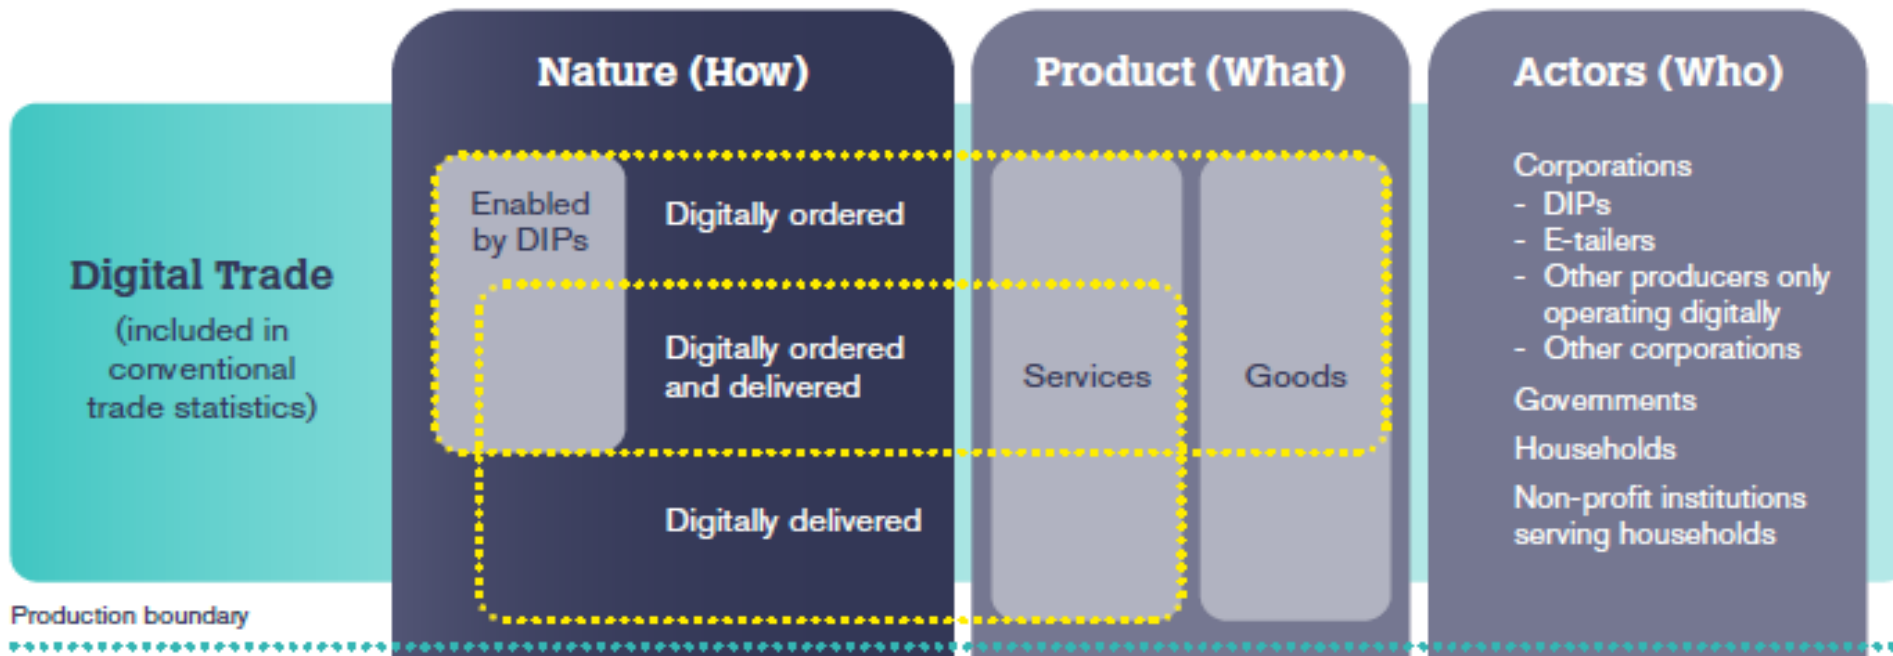 Nature (How)
Product (What)
Actors (Who)
Digital Trade
(included in
conventional
trade statistics)
Enabled
by DIPs
Digitally ordered
Digitally ordered
and delivered
Digitally delivered
Services
Goods
Corporations
- DIPs
- E-tailers
- Other producers only
operating digitally
- Other corporations
Governments
Households
Non-profit institutions
serving households
Production boundary